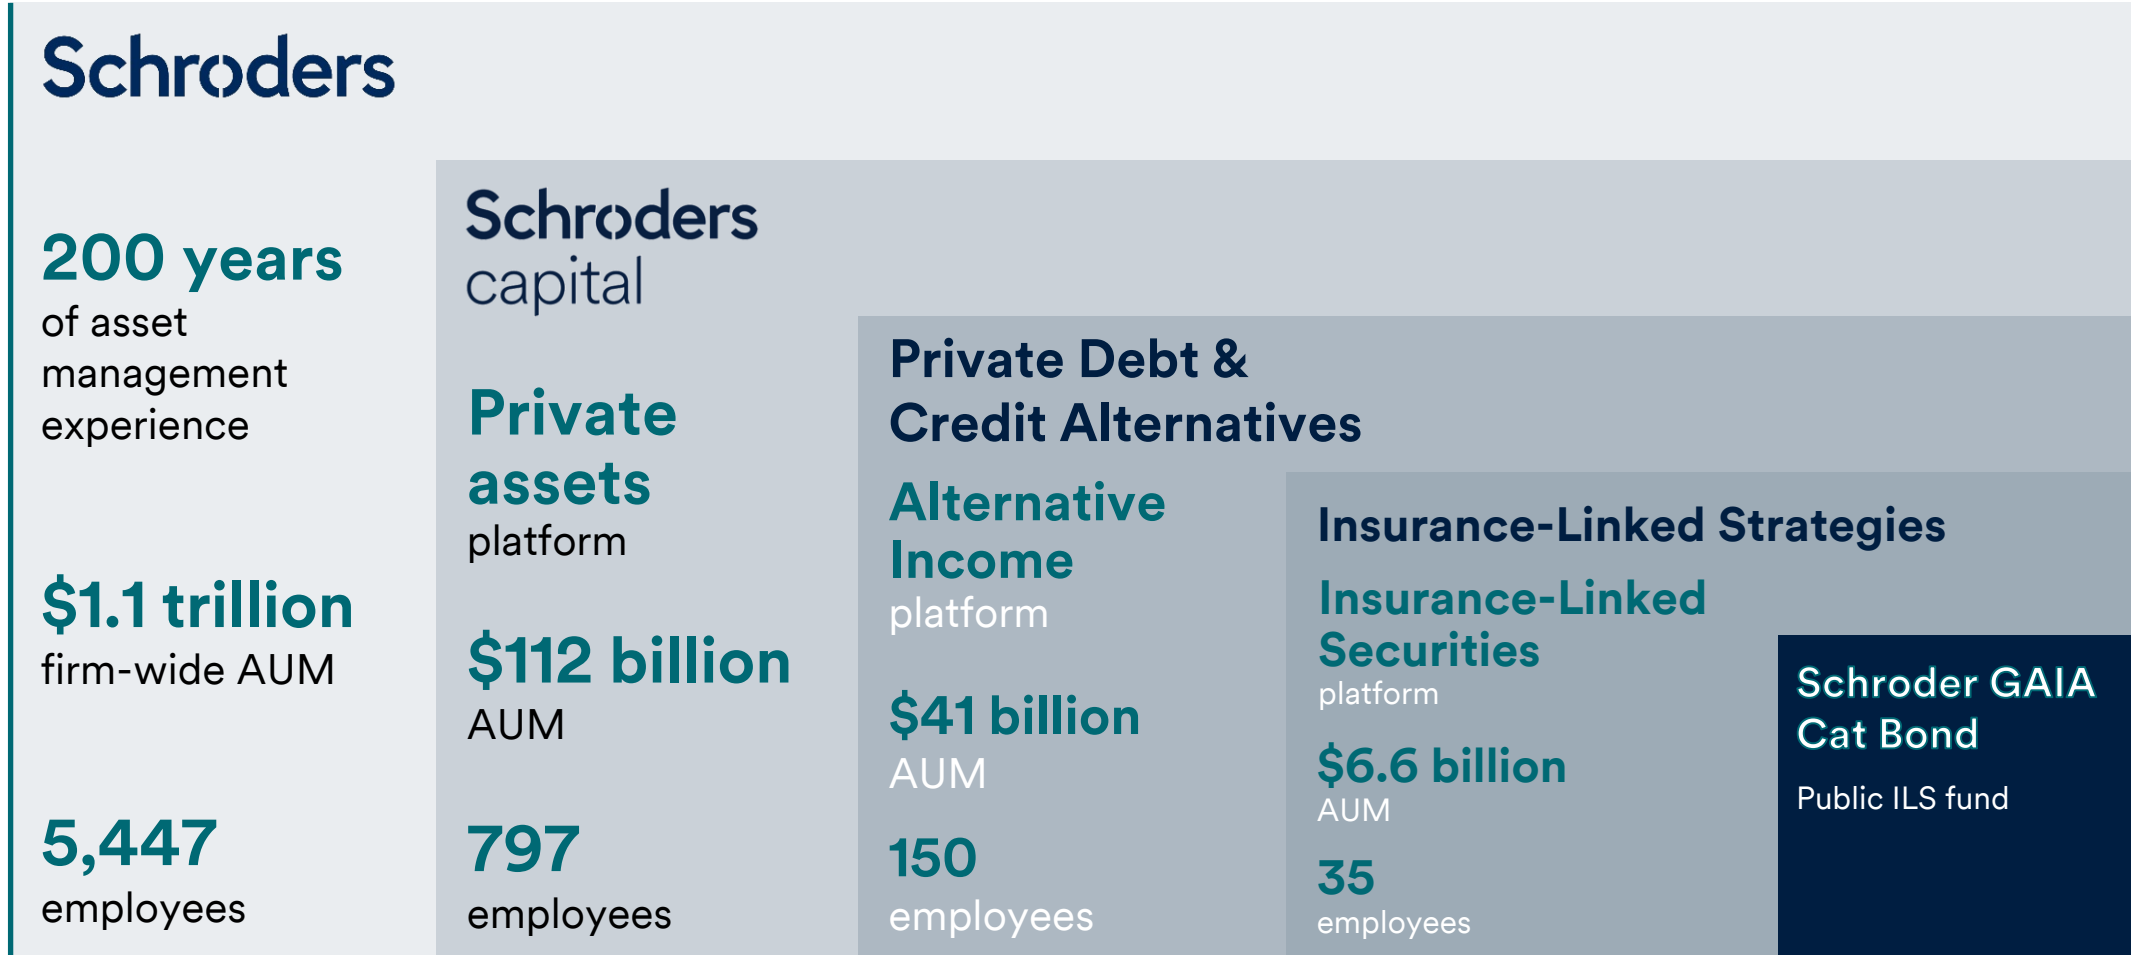 Schroders
200 years
of asset
management
experience
$1.1 trillion
firm-wide AUM
5,447
employees
Schroders
capital
Private
assets
platform
$112 billion
AUM
797
employees
Private Debt &
Credit Alternatives
Alternative
Income
platform
$41 billion
AUM
150
employees
Insurance-Linked Strategies
Insurance-Linked
Securities
platform
$6.6 billion
AUM
35
employees
Schroder GAIA
Cat Bond
Public ILS fund